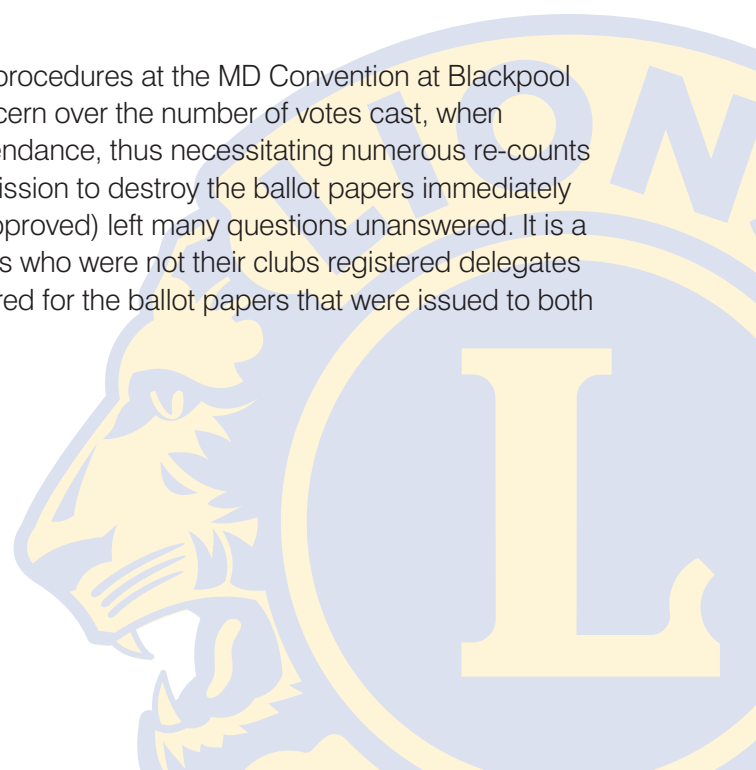 procedures at the MD Convention at Blackpool
cern over the number of votes cast, when
endance, thus necessitating numerous re-counts
ission to destroy the ballot papers immediately
pproved) left many questions unanswered. It is a
s who were not their clubs registered delegates
red for the ballot papers that were issued to both
LION
L